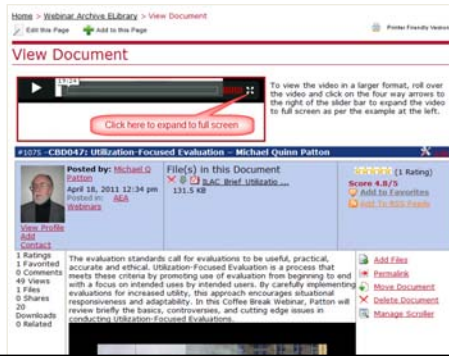 Home > Webinar Archive ELibrary > View Document
Edit this Page Add to this Page Printer Friendly Version
View Document
19:24
To view the video in a larger format, roll over
the video and click on the four way arrows to
the right of the slider bar to expand the video
to full screen as per the example at the left.
Click here to expand to full screen
#1075 -CBD047: Utilization-Focused Evaluation – Michael Quinn Patton
Posted by: Michael Q
Patton
April 18, 2011 12:34 pm
Posted in: AEA
Webinars
File(s) in this Document
ILAC_Brief_Utilizatio ...
131.5 KB
(1 Rating)
Score 4.8/5
Add to Favorites
Add To RSS Feeds
View Profile
Add
Contact
1 Ratings
1 Favorited
0 Comments
49 Views
1 Files
0 Shares
20
Downloads
0 Related
The evaluation standards call for evaluations to be useful, practical,
accurate and ethical. Utilization-Focused Evaluation is a process that
meets these criteria by promoting use of evaluation from beginning to end
with a focus on intended uses by intended users. By carefully implementing
evaluations for increased utility, this approach encourages situational
responsiveness and adaptability. In this Coffee Break Webinar, Patton will
review briefly the basics, controversies, and cutting edge issues in
conducting Utilization-Focused Evaluations.
Add Files
Permalink
Move Document
Delete Document
Manage Scroller